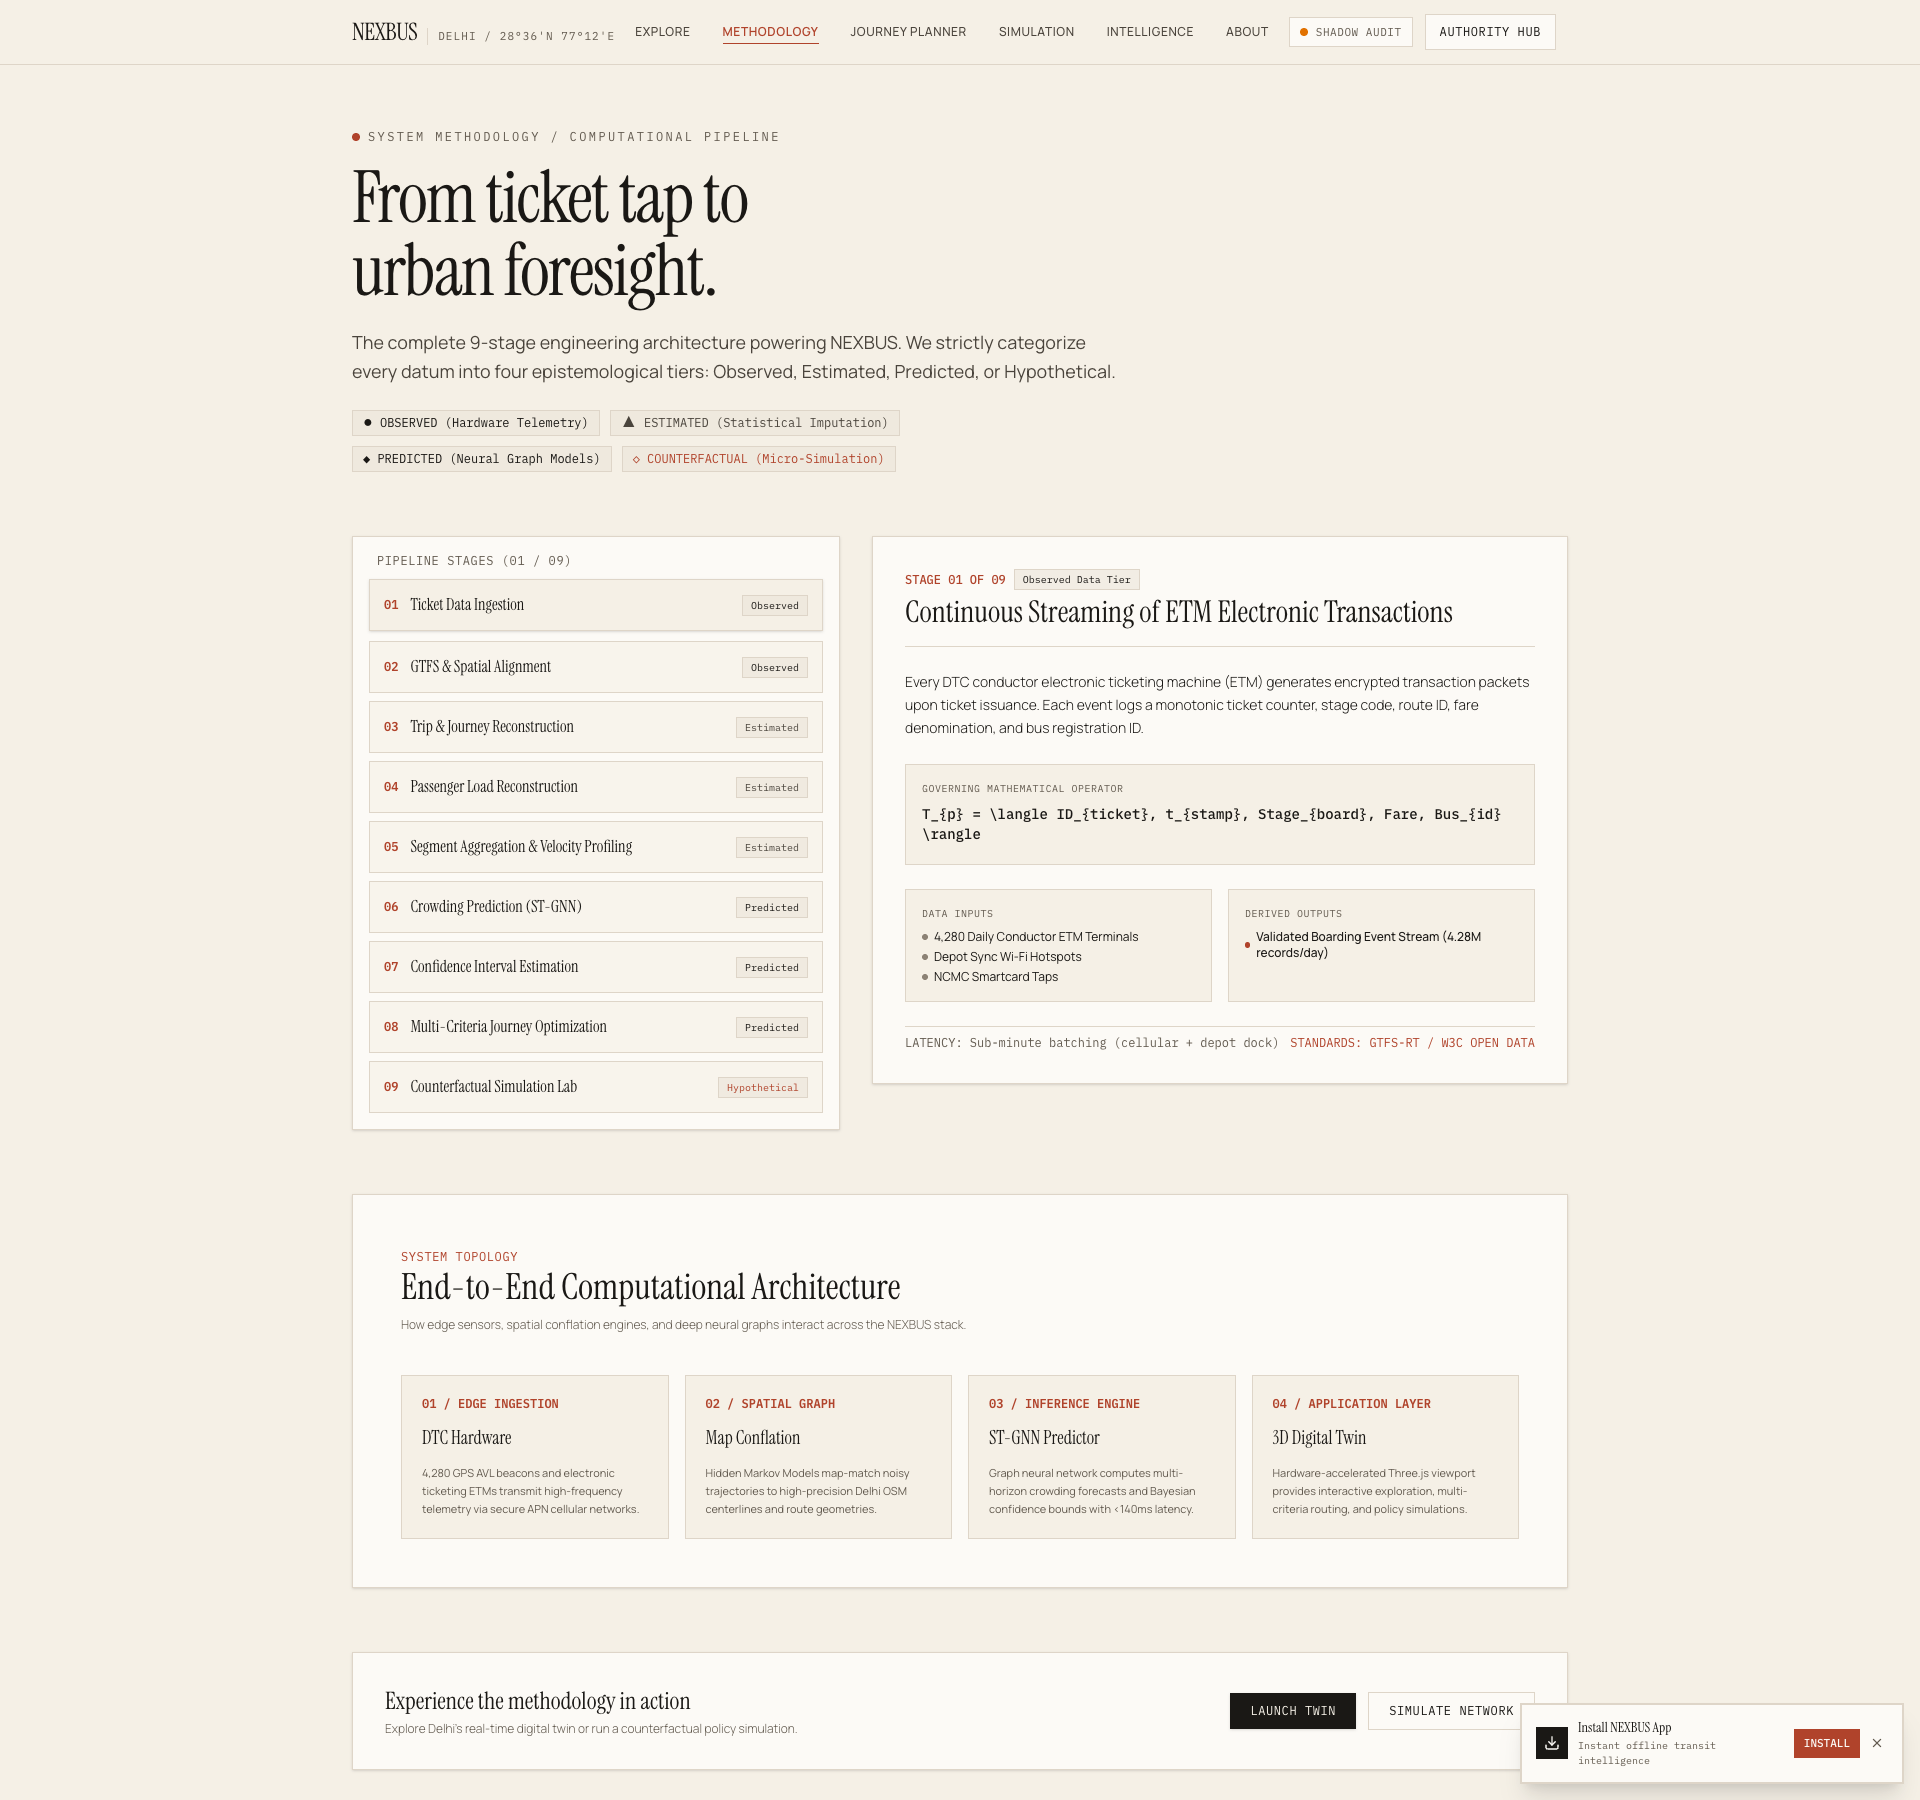 NEXBUS
DELHI / 28°36'N 77°12'E
EXPLORE
METHODOLOGY
JOURNEY PLANNER
SIMULATION
INTELLIGENCE
ABOUT
SHADOW AUDIT
AUTHORITY HUB
SYSTEM METHODOLOGY / COMPUTATIONAL PIPELINE
From ticket tap to
urban foresight.
The complete 9-stage engineering architecture powering NEXBUS. We strictly categorize
every datum into four epistemological tiers: Observed, Estimated, Predicted, or Hypothetical.
● OBSERVED (Hardware Telemetry)
▲ ESTIMATED (Statistical Imputation)
◆ PREDICTED (Neural Graph Models)
◇ COUNTERFACTUAL (Micro-Simulation)
PIPELINE STAGES (01 / 09)
01 Ticket Data Ingestion Observed
02 GTFS & Spatial Alignment Observed
03 Trip & Journey Reconstruction Estimated
04 Passenger Load Reconstruction Estimated
05 Segment Aggregation & Velocity Profiling Estimated
06 Crowding Prediction (ST-GNN) Predicted
07 Confidence Interval Estimation Predicted
08 Multi-Criteria Journey Optimization Predicted
09 Counterfactual Simulation Lab Hypothetical
STAGE 01 OF 09 Observed Data Tier
Continuous Streaming of ETM Electronic Transactions
Every DTC conductor electronic ticketing machine (ETM) generates encrypted transaction packets
upon ticket issuance. Each event logs a monotonic ticket counter, stage code, route ID, fare
denomination, and bus registration ID.
GOVERNING MATHEMATICAL OPERATOR
T_{p} = \langle ID_{ticket}, t_{stamp}, Stage_{board}, Fare, Bus_{id}
\rangle
DATA INPUTS
4,280 Daily Conductor ETM Terminals
Depot Sync Wi-Fi Hotspots
NCMC Smartcard Taps
DERIVED OUTPUTS
Validated Boarding Event Stream (4.28M
records/day)
LATENCY: Sub-minute batching (cellular + depot dock)
STANDARDS: GTFS-RT / W3C OPEN DATA
SYSTEM TOPOLOGY
End-to-End Computational Architecture
How edge sensors, spatial conflation engines, and deep neural graphs interact across the NEXBUS stack.
01 / EDGE INGESTION
DTC Hardware
4,280 GPS AVL beacons and electronic
ticketing ETMs transmit high-frequency
telemetry via secure APN cellular networks.
02 / SPATIAL GRAPH
Map Conflation
Hidden Markov Models map-match noisy
trajectories to high-precision Delhi OSM
centerlines and route geometries.
03 / INFERENCE ENGINE
ST-GNN Predictor
Graph neural network computes multi-
horizon crowding forecasts and Bayesian
confidence bounds with <140ms latency.
04 / APPLICATION LAYER
3D Digital Twin
Hardware-accelerated Three.js viewport
provides interactive exploration, multi-
criteria routing, and policy simulations.
Experience the methodology in action
Explore Delhi's real-time digital twin or run a counterfactual policy simulation.
LAUNCH TWIN
SIMULATE NETWORK
Install NEXBUS App
Instant offline transit
intelligence
INSTALL
×